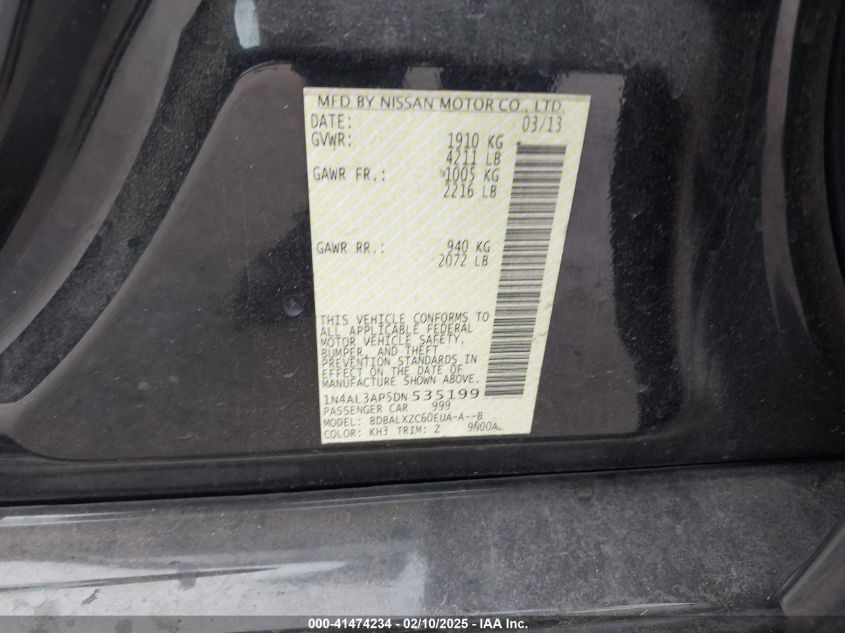 MFD BY NISSAN MOTOR CO., LTD.
DATE: 03/13
GVWR: 1910 KG
4211 LB
GAWR FR.: 1005 KG
2216 LB
GAWR RR.: 940 KG
2072 LB
THIS VEHICLE CONFORMS TO
ALL APPLICABLE FEDERAL
MOTOR VEHICLE SAFETY,
BUMPER, AND THEFT
PREVENTION STANDARDS IN
EFFECT ON THE DATE OF
MANUFACTURE SHOWN ABOVE.
1N4AL3AP5DN 535199
PASSENGER CAR 999
MODEL: BDBALXZC60EUA-A--B
COLOR: KH3 TRIM: 2 9N00A
000-41474234 - 02/10/2025 - IAA Inc.